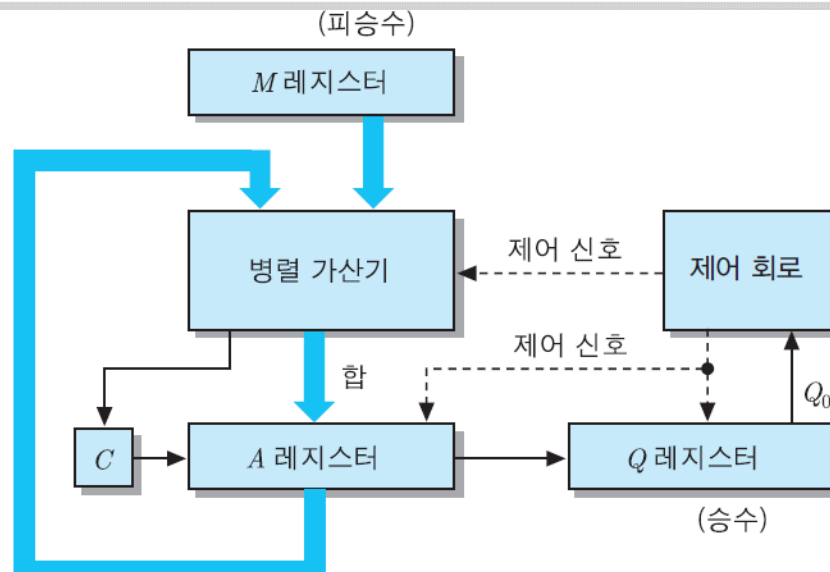 (피승수)
M 레지스터
병렬 가산기
제어 신호
제어 회로
제어 신호
합
Q0
C
A 레지스터
Q 레지스터
(승수)